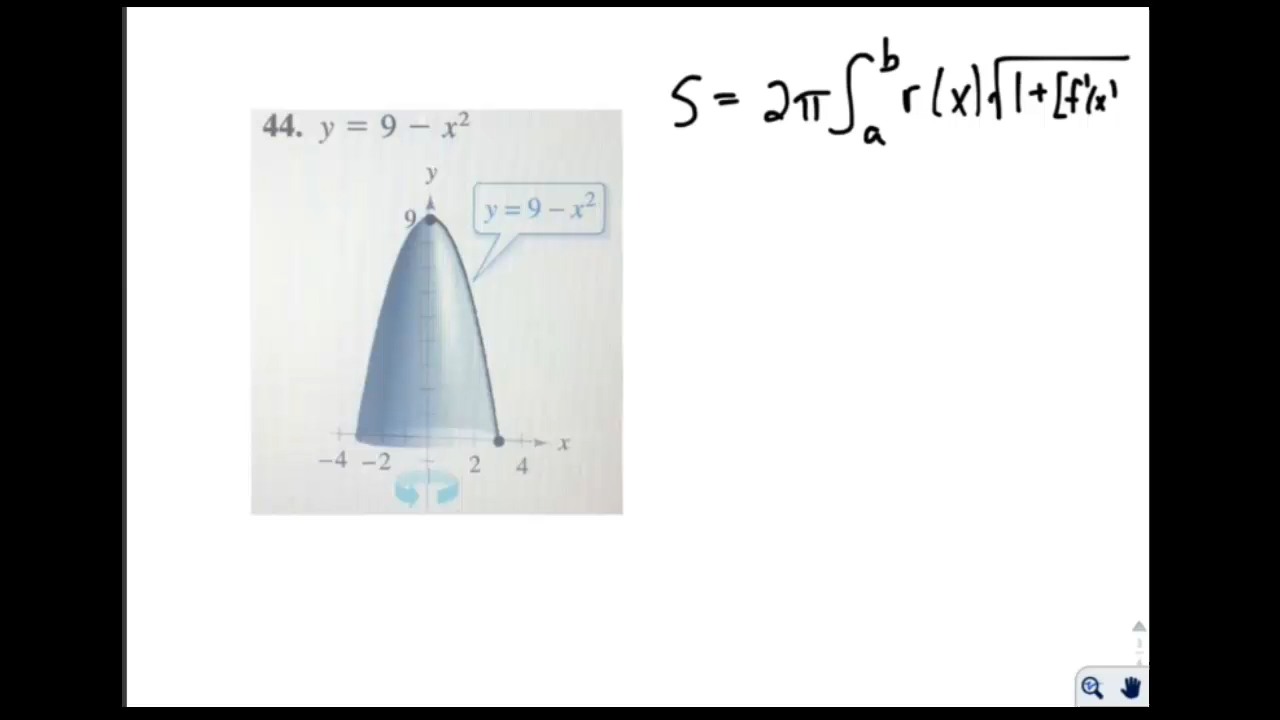 S = 2π∫ₐᵇ r(x)√1+[f'(x)
44. y = 9 − x²
y
9
y = 9 − x²
x
−4 −2 2 4